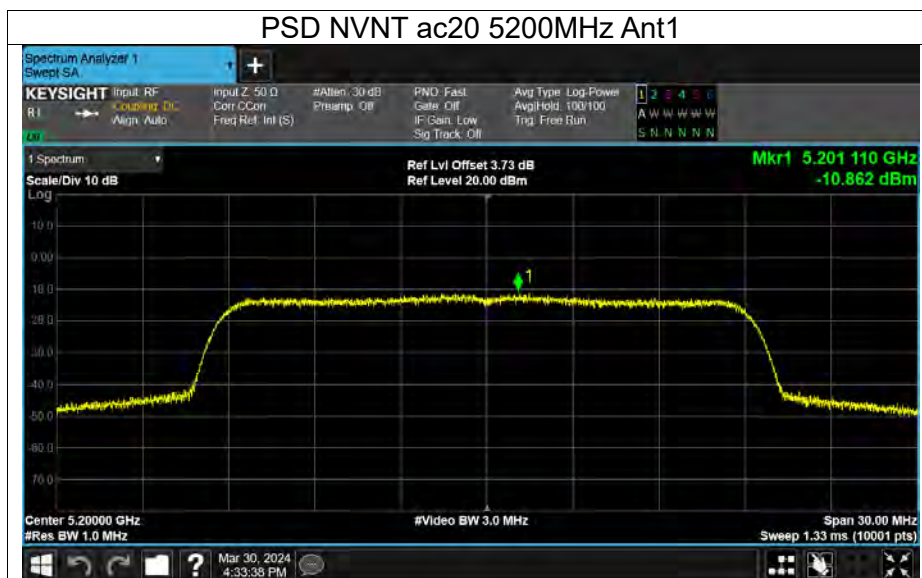 PSD NVNT ac20 5200MHz Ant1
Spectrum Analyzer 1
Swept SA
+
KEYSIGHT Input: RF Input Z: 50 Ω #Atten: 30 dB PNO: Fast Avg Type: Log-Power 1 2 3 4 5 6
R L Coupling: DC Corr CCorr Preamp: Off Gate: Off Avg|Hold: 100/100 A W W W W W
Align: Auto Freq Ref: Int (S) IF Gain: Low Trig: Free Run
Sig Track: Off S N N N N N
1 Spectrum
Ref Lvl Offset 3.73 dB Mkr1 5.201 110 GHz
Scale/Div 10 dB Ref Level 20.00 dBm -10.862 dBm
Log
10.0
0.00
1
-10.0
-20.0
-30.0
-40.0
-50.0
-60.0
-70.0
Center 5.20000 GHz #Video BW 3.0 MHz Span 30.00 MHz
#Res BW 1.0 MHz Sweep 1.33 ms (10001 pts)
? Mar 30, 2024
4:33:38 PM